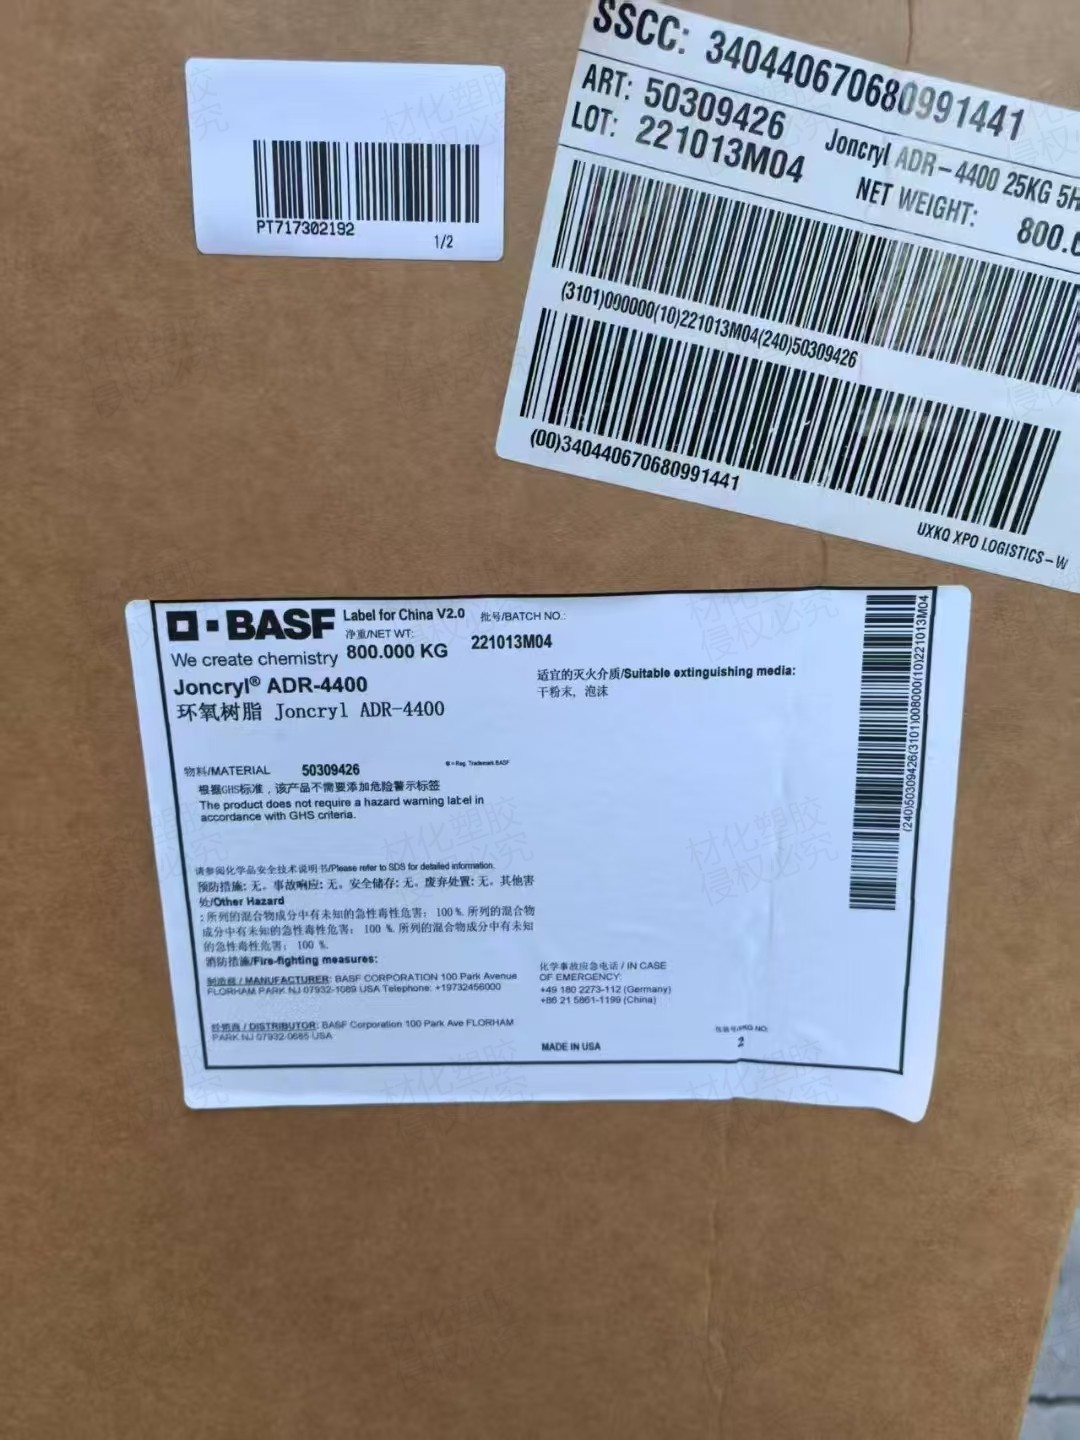 SSCC: 340440670680991441
ART: 50309426
Joncryl ADR-4400 25KG 5H
LOT: 221013M04
NET WEIGHT: 800.0
(3101)000000(10)221013M04(240)50309426
(00)340440670680991441
UXKQ XPO LOGISTICS-W
PT717302192
1/2
BASF
We create chemistry
Label for China V2.0
净重/NET WT:
800.000 KG
批号/BATCH NO.:
221013M04
Joncryl® ADR-4400
环氧树脂 Joncryl ADR-4400
适宜的灭火介质/Suitable extinguishing media:
干粉末, 泡沫
® = Reg. Trademark BASF
物料/MATERIAL 50309426
根据GHS标准，该产品不需要添加危险警示标签
The product does not require a hazard warning label in
accordance with GHS criteria.
请参阅化学品安全技术说明书/Please refer to SDS for detailed information.
预防措施: 无。事故响应: 无。安全储存: 无。废弃处置: 无。其他害
处/Other Hazard
: 所列的混合物成分中有未知的急性毒性危害： 100 %. 所列的混合物
成分中有未知的急性毒性危害： 100 %. 所列的混合物成分中有未知
的急性毒性危害： 100 %.
消防措施/Fire-fighting measures:
制造商 / MANUFACTURER: BASF CORPORATION 100 Park Avenue
FLORHAM PARK NJ 07932-1089 USA Telephone: +19732456000
经销商 / DISTRIBUTOR: BASF Corporation 100 Park Ave FLORHAM
PARK NJ 07932-0685 USA
化学事故应急电话 / IN CASE
OF EMERGENCY:
+49 180 2273-112 (Germany)
+86 21 5861-1199 (China)
MADE IN USA
包装号/PKG NO:
2
(240)50309426(3101)008000(10)221013M04
材化塑胶
侵权必究